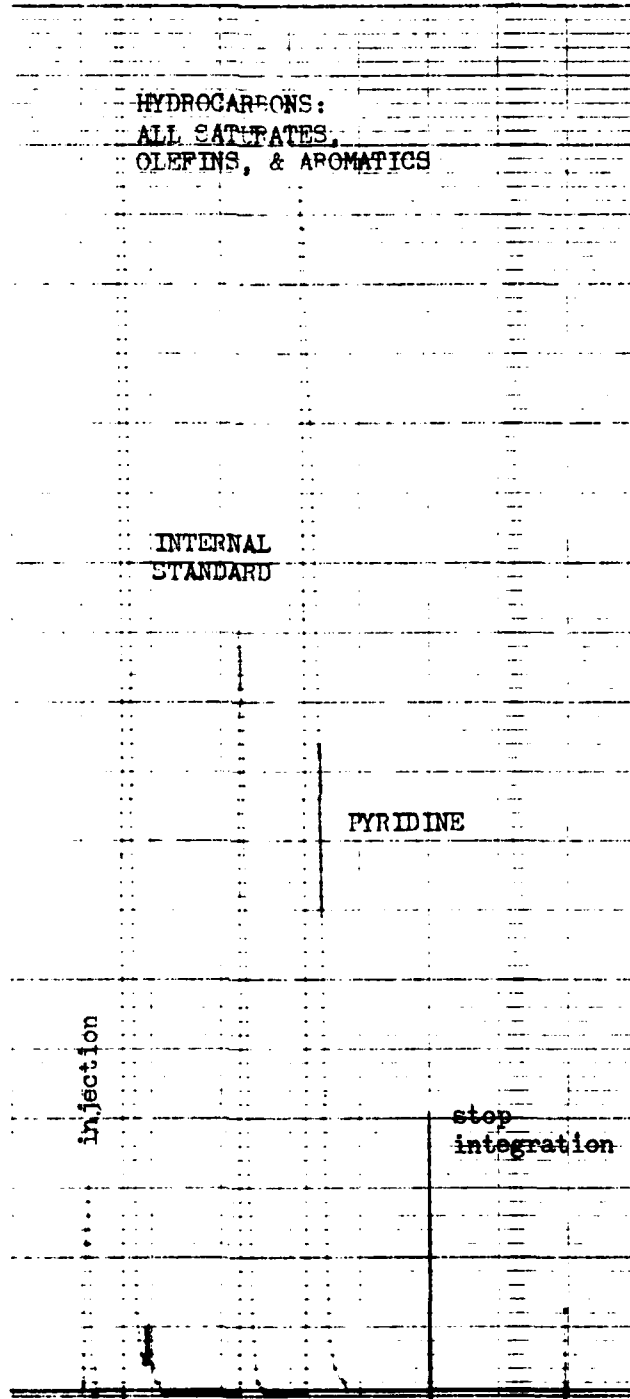 HYDROCARBONS:
ALL SATURATES,
OLEFINS, & AROMATICS
INTERNAL
STANDARD
PYRIDINE
injection
stop
integration